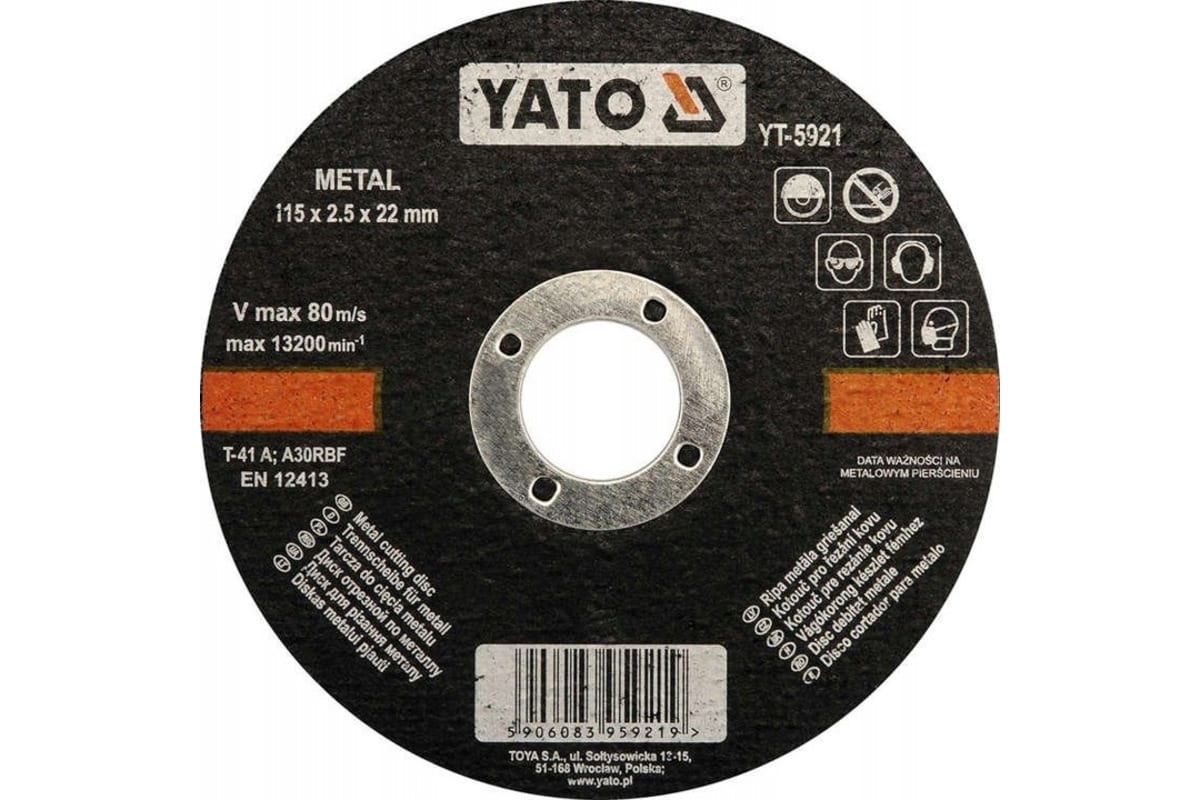 YATO ®
YT-5921
METAL
115 x 2.5 x 22 mm
V max 80 m/s
max 13200 min-1
T-41 A; A30RBF
EN 12413
DATA WAŻNOŚCI NA
METALOWYM PIERŚCIENIU
Metal cutting disc
Trennscheibe für metall
Tarcza do cięcia metalu
Диск отрезной по металлу
Диск для різання металу
Diskas metalui pjauti
Ripa metāla griešanai
Kotouč pro řezání kovu
Kotouč pre rezánie kovu
Vágókorong készlet fémhez
Disc debitzt metale
Disco cortador para metalo
5 906083 959219 >
TOYA S.A., ul. Sołtysowicka 13-15,
51-168 Wrocław, Polska;
www.yato.pl